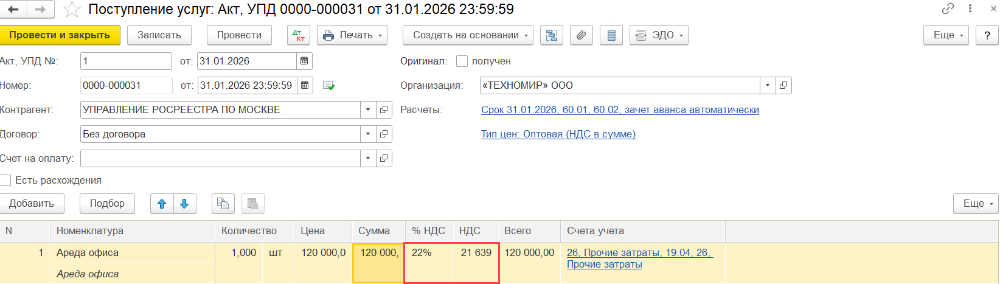 Поступление услуг: Акт, УПД 0000-000031 от 31.01.2026 23:59:59
Провести и закрыть Записать Провести Дт Кт Печать Создать на основании ЭДО Еще ?
Акт, УПД №: 1 от: 31.01.2026 Оригинал: получен
Номер: 0000-000031 от: 31.01.2026 23:59:59 Организация: «ТЕХНОМИР» ООО
Контрагент: УПРАВЛЕНИЕ РОСРЕЕСТРА ПО МОСКВЕ Расчеты: Срок 31.01.2026, 60.01, 60.02, зачет аванса автоматически
Договор: Без договора Тип цен: Оптовая (НДС в сумме)
Счет на оплату:
Есть расхождения
Добавить Подбор Еще
N Номенклатура Количество Цена Сумма % НДС НДС Всего Счета учета
1 Ареда офиса 1,000 шт 120 000,0 120 000, 22% 21 639 120 000,00 26, Прочие затраты, 19.04, 26,
Прочие затраты
Ареда офиса